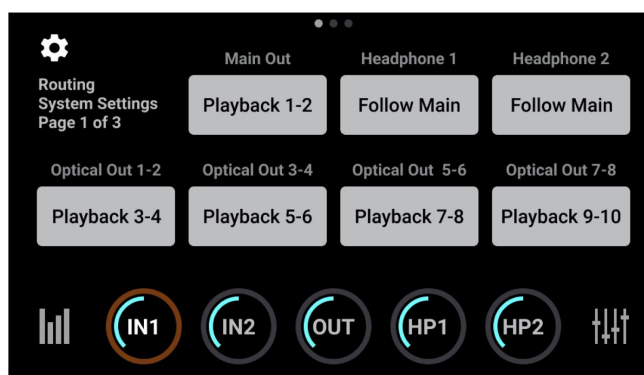 Main Out
Headphone 1
Headphone 2
Routing
System Settings
Page 1 of 3
Playback 1-2
Follow Main
Follow Main
Optical Out 1-2
Optical Out 3-4
Optical Out 5-6
Optical Out 7-8
Playback 3-4
Playback 5-6
Playback 7-8
Playback 9-10
IN1
IN2
OUT
HP1
HP2